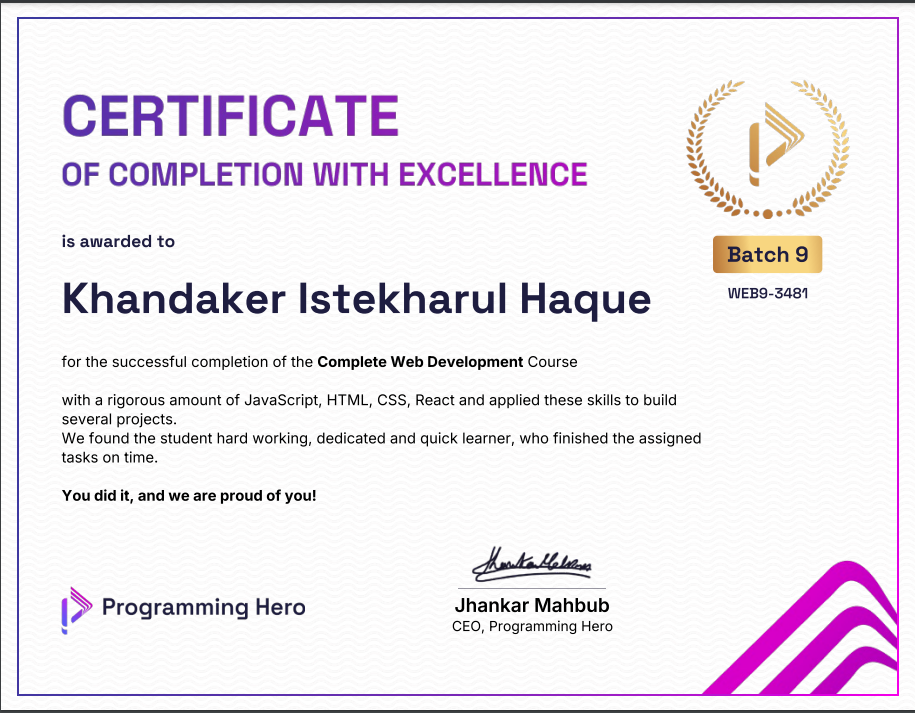 CERTIFICATE
OF COMPLETION WITH EXCELLENCE
is awarded to
Khandaker Istekharul Haque
Batch 9
WEB9-3481
for the successful completion of the Complete Web Development Course
with a rigorous amount of JavaScript, HTML, CSS, React and applied these skills to build
several projects.
We found the student hard working, dedicated and quick learner, who finished the assigned
tasks on time.
You did it, and we are proud of you!
Programming Hero
Jhankar Mahbub
CEO, Programming Hero